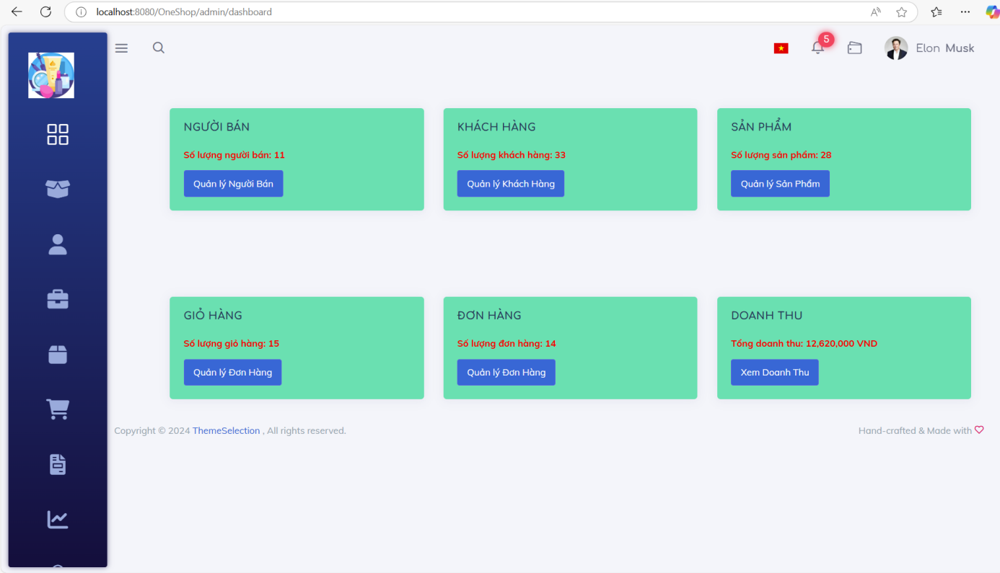 localhost:8080/OneShop/admin/dashboard
5
Elon Musk
NGƯỜI BÁN
Số lượng người bán: 11
Quản lý Người Bán
KHÁCH HÀNG
Số lượng khách hàng: 33
Quản lý Khách Hàng
SẢN PHẨM
Số lượng sản phẩm: 28
Quản lý Sản Phẩm
GIỎ HÀNG
Số lượng giỏ hàng: 15
Quản lý Đơn Hàng
ĐƠN HÀNG
Số lượng đơn hàng: 14
Quản lý Đơn Hàng
DOANH THU
Tổng doanh thu: 12,620,000 VND
Xem Doanh Thu
Copyright © 2024 ThemeSelection , All rights reserved.
Hand-crafted & Made with